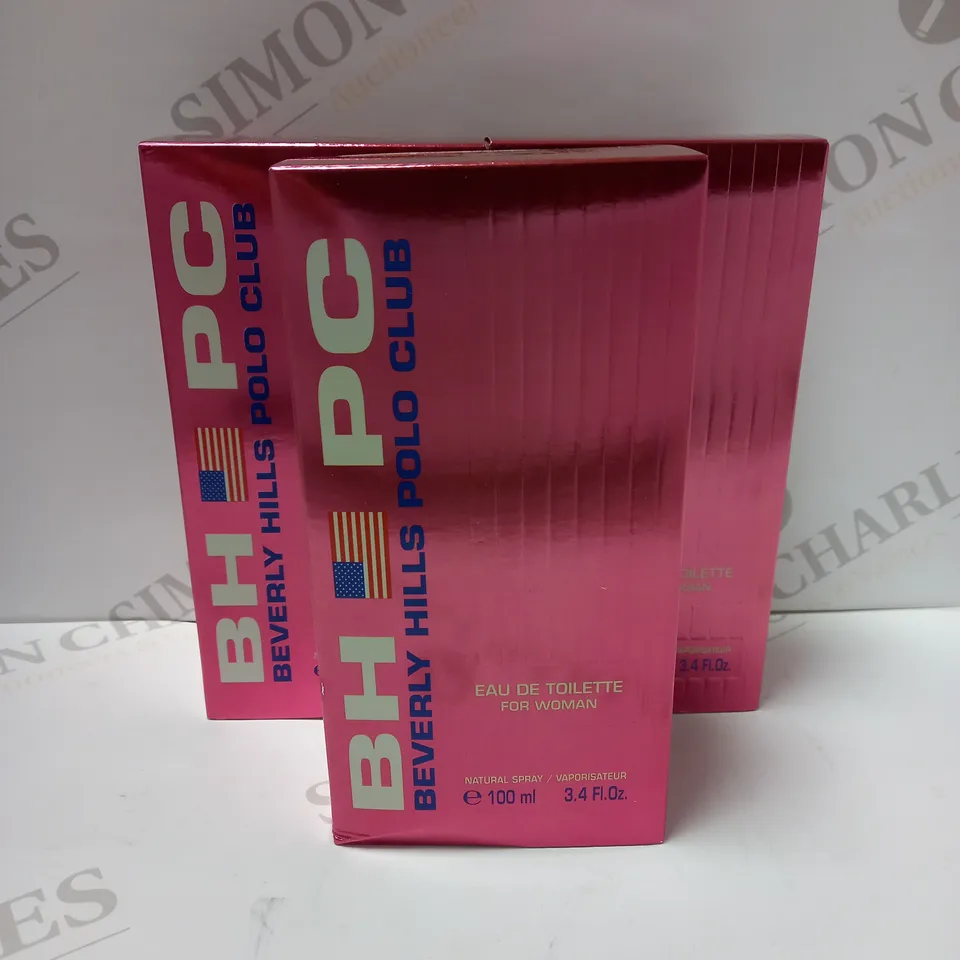 BH PC
BEVERLY HILLS POLO CLUB
EAU DE TOILETTE
FOR WOMAN
NATURAL SPRAY / VAPORISATEUR
℮ 100 ml 3.4 Fl.Oz.
BH PC
BEVERLY HILLS POLO CLUB
3.4 Fl.Oz.
SIMON
Auctioneer